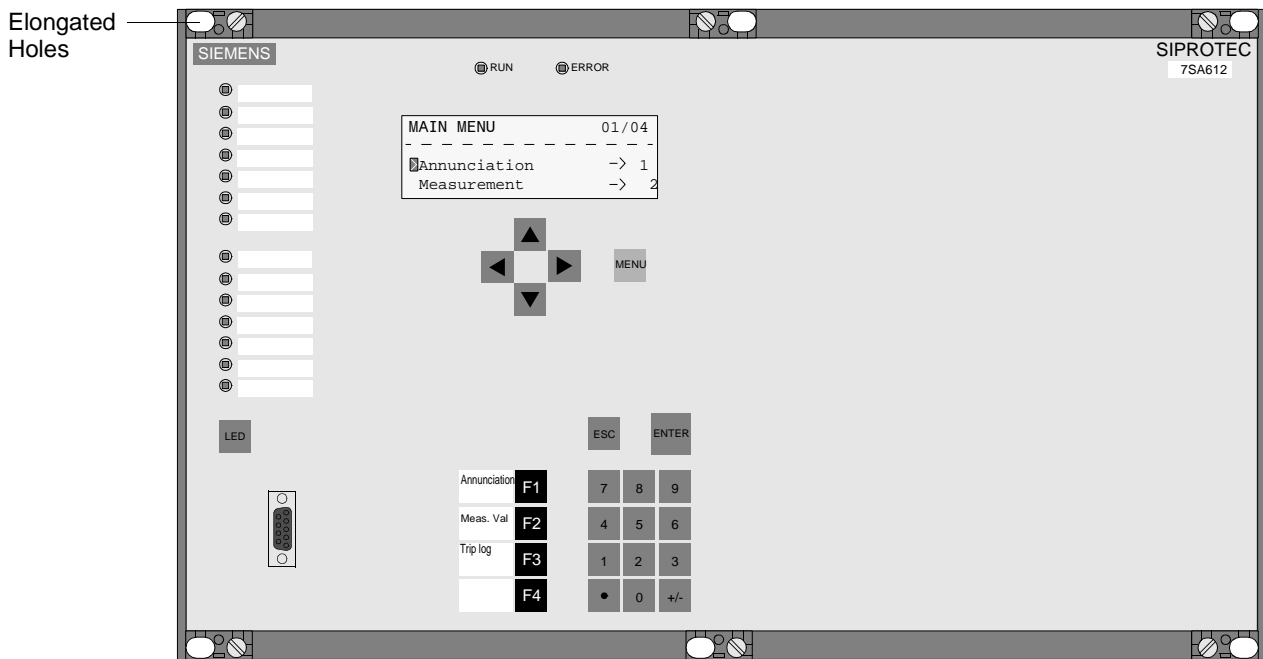 Elongated
Holes
SIEMENS
SIPROTEC
7SA612
RUN
ERROR
MAIN MENU 01/04
Annunciation –> 1
Measurement –> 2
MENU
LED
ESC
ENTER
Annunciation F1
7 8 9
Meas. Val F2
4 5 6
Trip log F3
1 2 3
F4
• 0 +/-